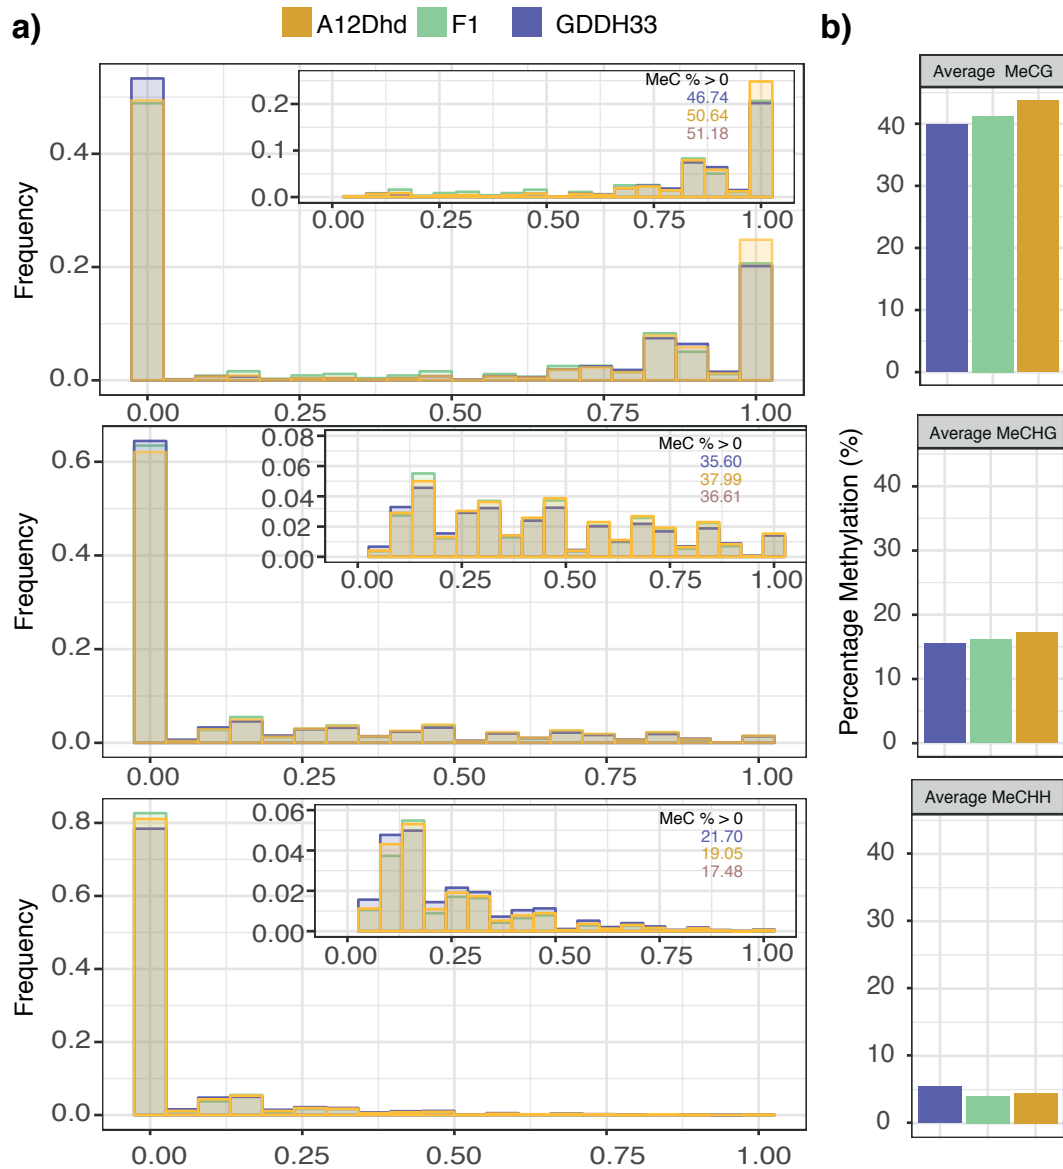 a)
A12Dhd F1 GDDH33
b)
Frequency
0.4
0.2
0.0
0.00 0.25 0.50 0.75 1.00
MeC % > 0
46.74
50.64
51.18
0.2
0.1
0.0
0.00 0.25 0.50 0.75 1.00
Frequency
0.6
0.4
0.2
0.0
0.00 0.25 0.50 0.75 1.00
MeC % > 0
35.60
37.99
36.61
0.08
0.06
0.04
0.02
0.00
0.00 0.25 0.50 0.75 1.00
Frequency
0.8
0.6
0.4
0.2
0.0
0.00 0.25 0.50 0.75 1.00
MeC % > 0
21.70
19.05
17.48
0.06
0.04
0.02
0.00
0.00 0.25 0.50 0.75 1.00
Percentage Methylation (%)
Average MeCG
40
30
20
10
0
Average MeCHG
40
30
20
10
0
Average MeCHH
40
30
20
10
0